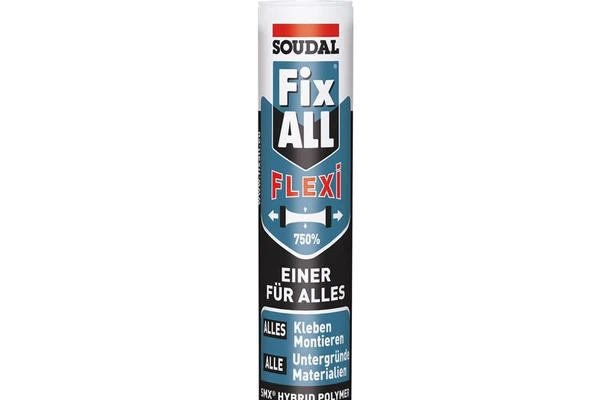 SOUDAL
Fix®
ALL
FLEXi
750%
EINER
FÜR ALLES
ALLES Kleben
Montieren
ALLE Untergründe
Materialien
SMX® HYBRID POLYMER